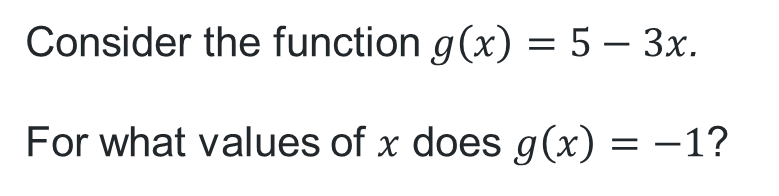 Consider the function g(x) = 5 − 3x.
For what values of x does g(x) = −1?